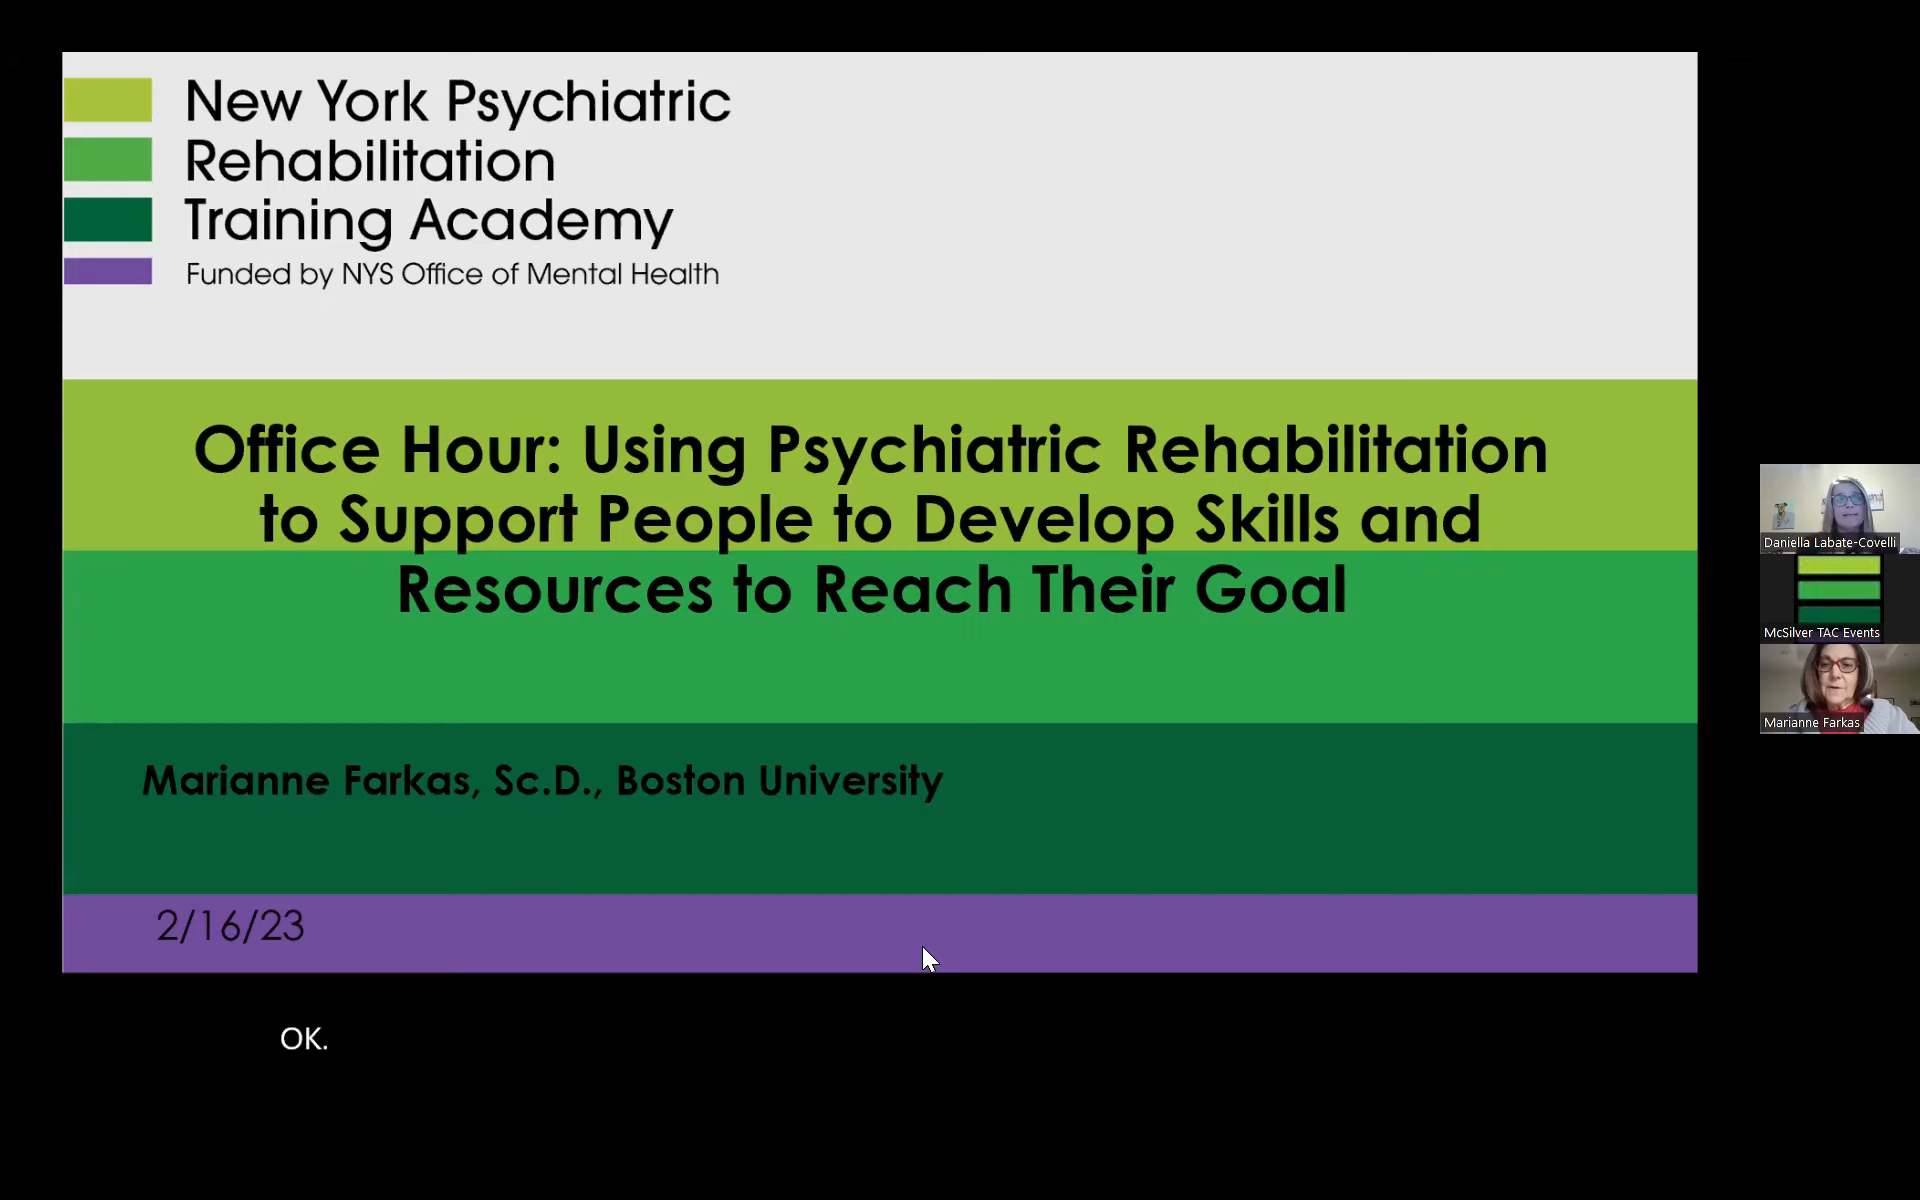 New York Psychiatric
Rehabilitation
Training Academy
Funded by NYS Office of Mental Health
Office Hour: Using Psychiatric Rehabilitation
to Support People to Develop Skills and
Resources to Reach Their Goal
Marianne Farkas, Sc.D., Boston University
2/16/23
Daniella Labate-Covelli
McSilver TAC Events
Marianne Farkas
OK.